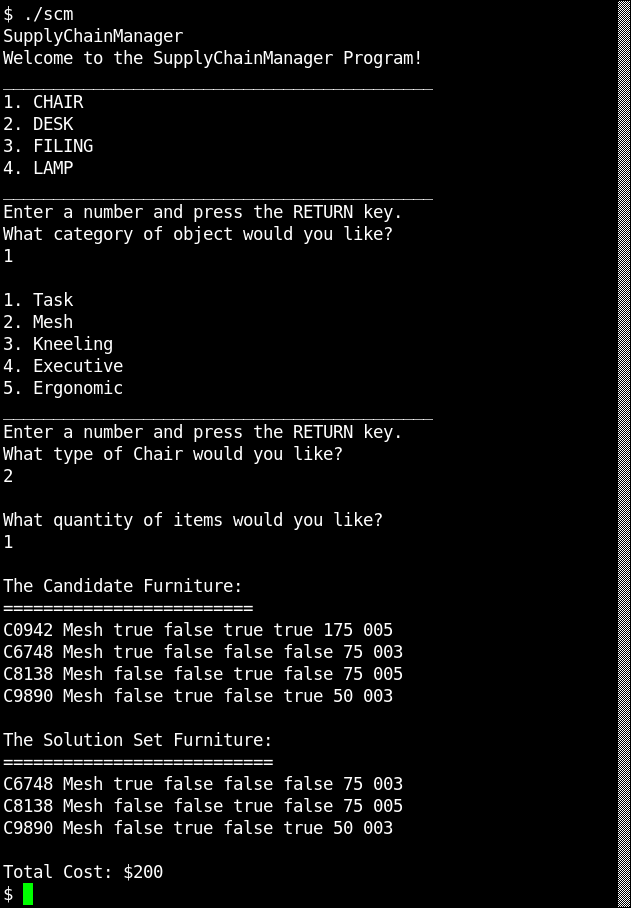 $ ./scm
SupplyChainManager
Welcome to the SupplyChainManager Program!
___________________________________________
1. CHAIR
2. DESK
3. FILING
4. LAMP
___________________________________________
Enter a number and press the RETURN key.
What category of object would you like?
1
1. Task
2. Mesh
3. Kneeling
4. Executive
5. Ergonomic
___________________________________________
Enter a number and press the RETURN key.
What type of Chair would you like?
2
What quantity of items would you like?
1
The Candidate Furniture:
=========================
C0942 Mesh true false true true 175 005
C6748 Mesh true false false false 75 003
C8138 Mesh false false true false 75 005
C9890 Mesh false true false true 50 003
The Solution Set Furniture:
===========================
C6748 Mesh true false false false 75 003
C8138 Mesh false false true false 75 005
C9890 Mesh false true false true 50 003
Total Cost: $200
$